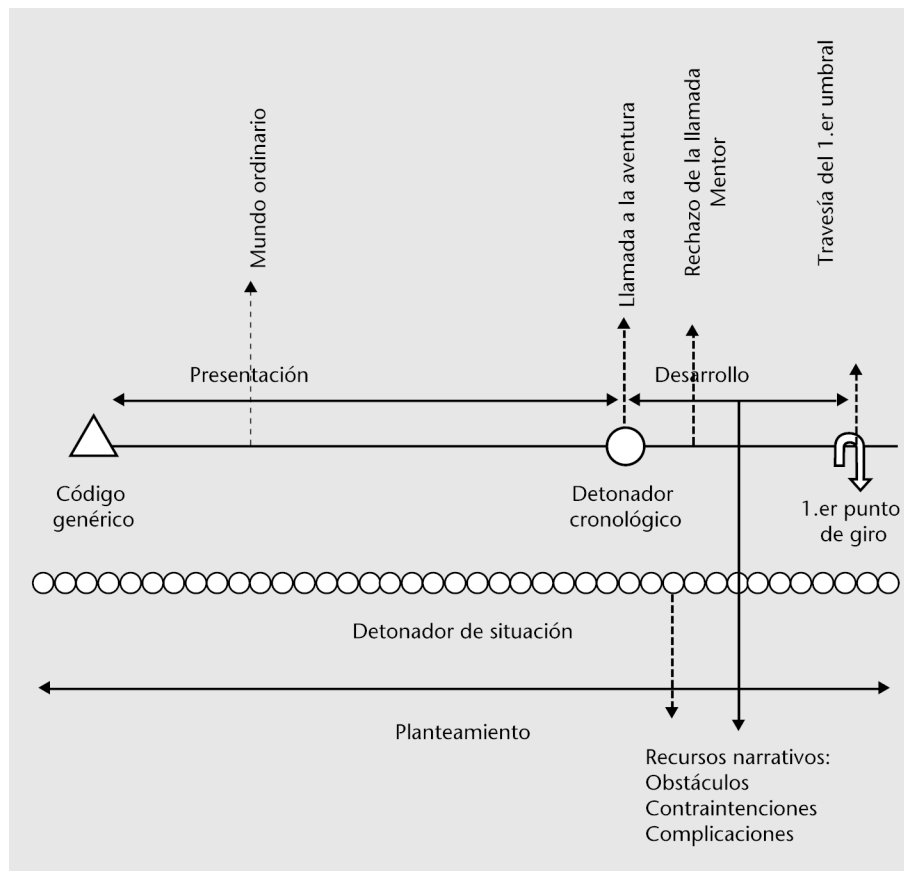 Mundo ordinario
Llamada a la aventura
Rechazo de la llamada
Mentor
Travesía del 1.er umbral
Presentación
Desarrollo
Código
genérico
Detonador
cronológico
1.er punto
de giro
Detonador de situación
Planteamiento
Recursos narrativos:
Obstáculos
Contraintenciones
Complicaciones